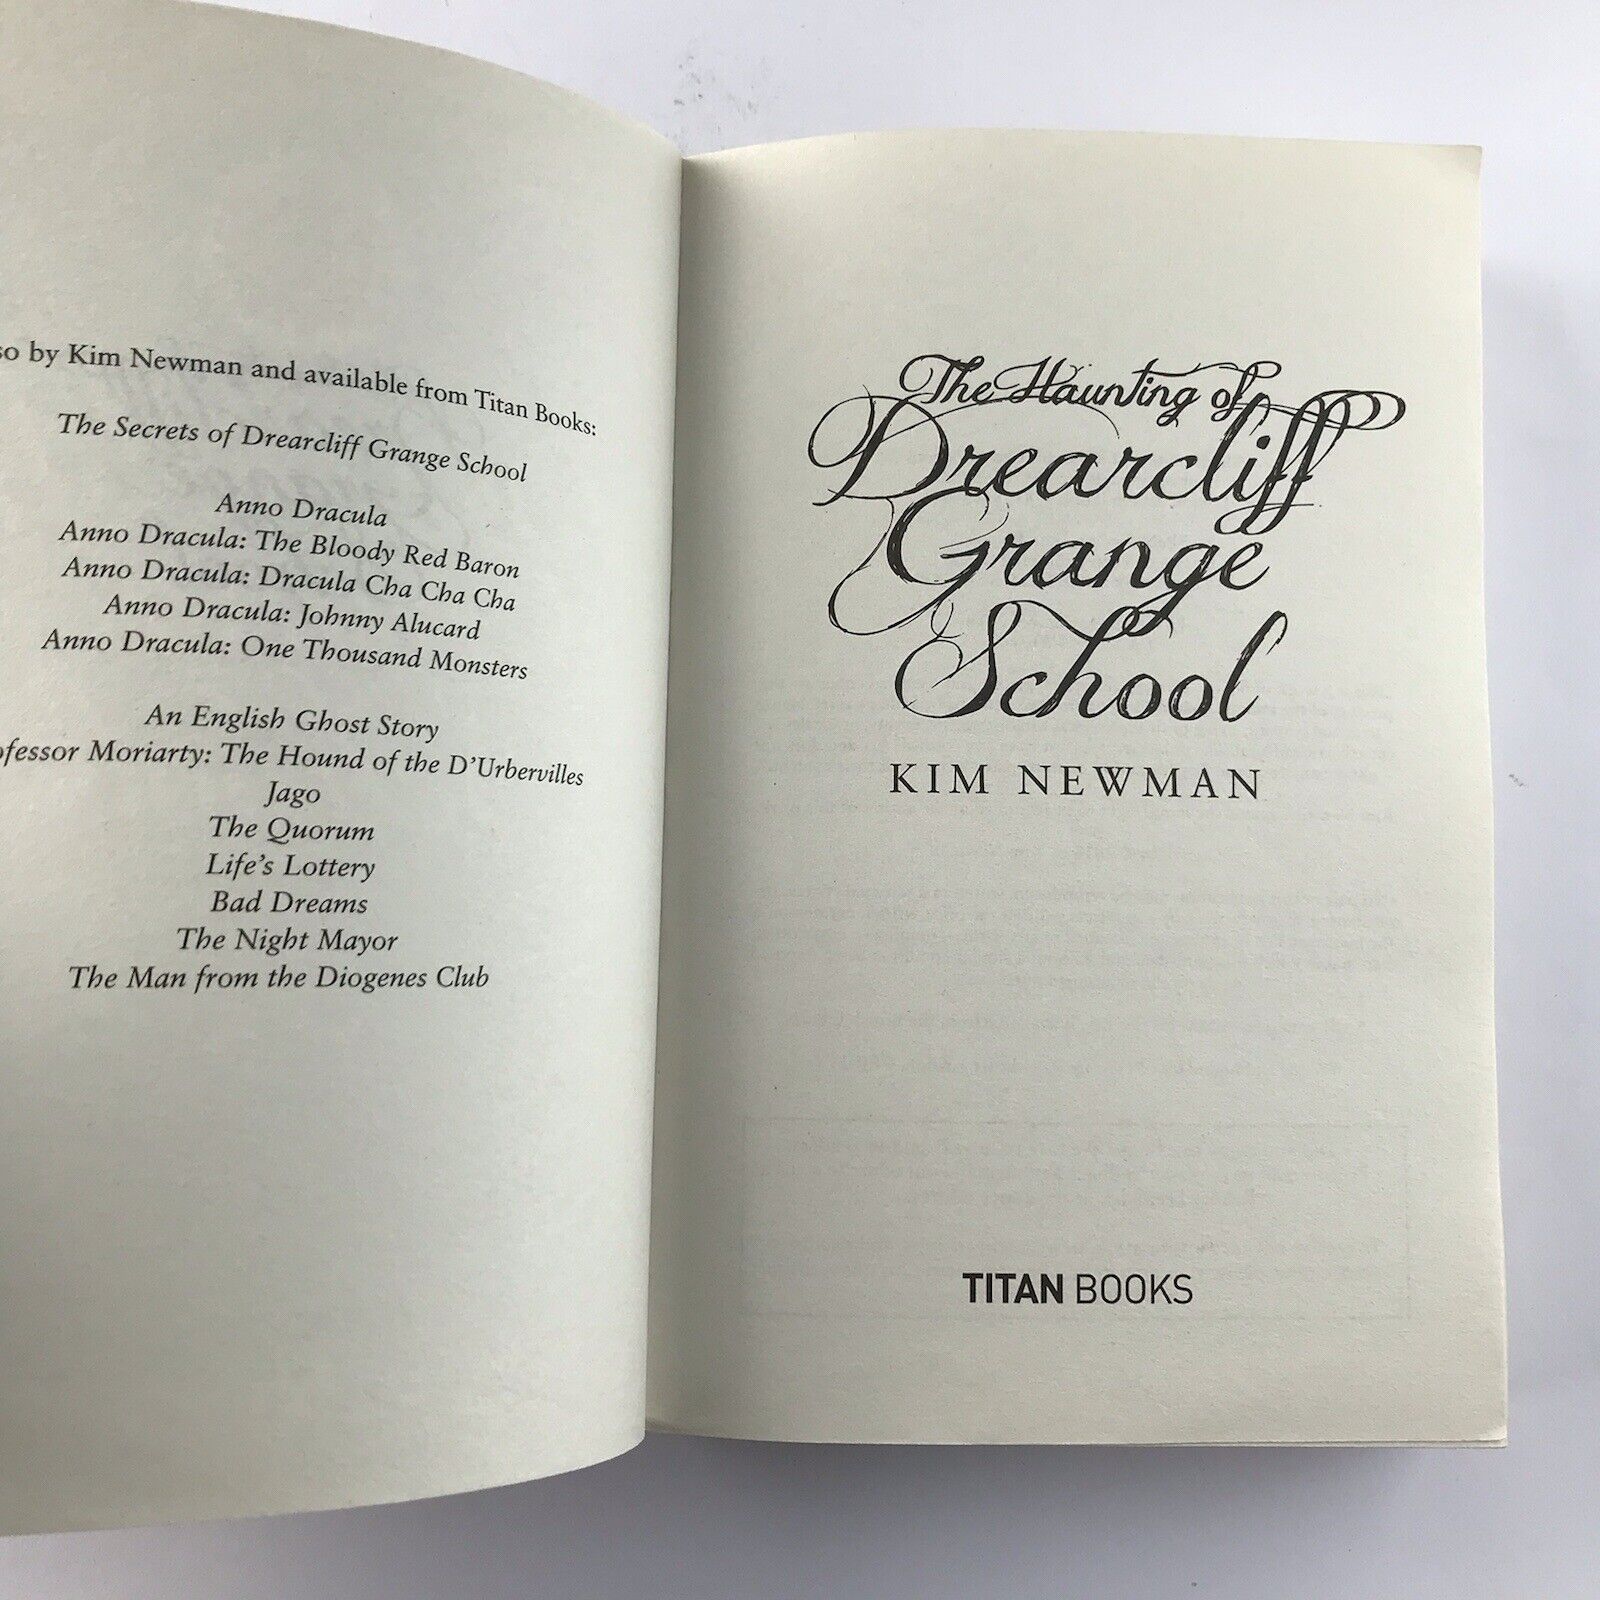 so by Kim Newman and available from Titan Books:
The Secrets of Drearcliff Grange School
Anno Dracula
Anno Dracula: The Bloody Red Baron
Anno Dracula: Dracula Cha Cha Cha
Anno Dracula: Johnny Alucard
Anno Dracula: One Thousand Monsters
An English Ghost Story
ofessor Moriarty: The Hound of the D'Urbervilles
Jago
The Quorum
Life's Lottery
Bad Dreams
The Night Mayor
The Man from the Diogenes Club
The Haunting of
Drearcliff
Grange
School
KIM NEWMAN
TITAN BOOKS